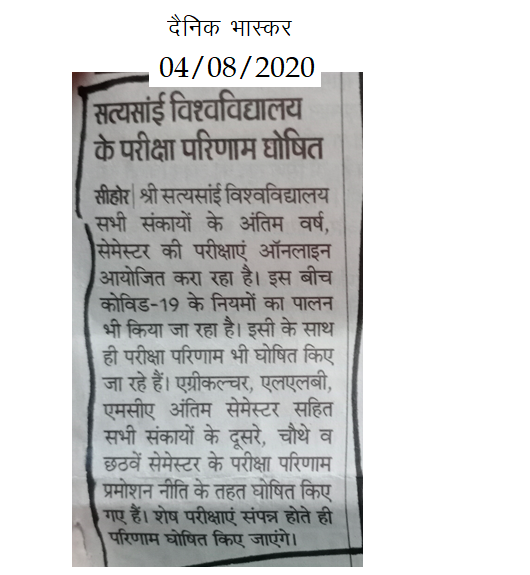 दैनिक भास्कर
04/08/2020
सत्यसांई विश्वविद्यालय
के परीक्षा परिणाम घोषित
सीहोर| श्री सत्यसांई विश्वविद्यालय
सभी संकायों के अंतिम वर्ष,
सेमेस्टर की परीक्षाएं ऑनलाइन
आयोजित करा रहा है। इस बीच
कोविड-19 के नियमों का पालन
भी किया जा रहा है। इसी के साथ
ही परीक्षा परिणाम भी घोषित किए
जा रहे हैं। एग्रीकल्चर, एलएलबी,
एमसीए अंतिम सेमेस्टर सहित
सभी संकायों के दूसरे, चौथे व
छठवें सेमेस्टर के परीक्षा परिणाम
प्रमोशन नीति के तहत घोषित किए
गए हैं। शेष परीक्षाएं संपन्न होते ही
परिणाम घोषित किए जाएंगे।